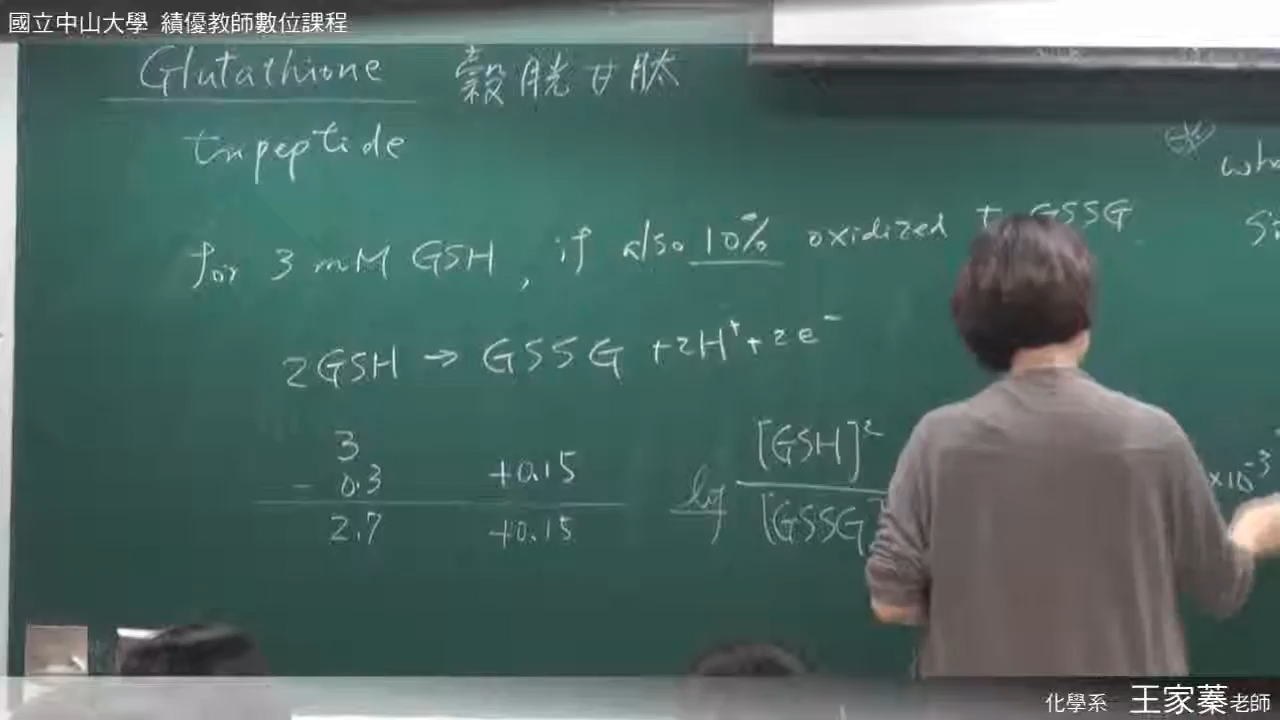 國立中山大學 績優教師數位課程
Glutathione 穀胱甘肽
tripeptide
for 3 mM GSH, if also 10% oxidized to GSSG
2GSH → GSSG + 2H⁺ + 2e⁻
3
- 0.3 +0.15
2.7 +0.15
log [GSH]²
[GSSG]
×10⁻³
化學系 王家蓁老師